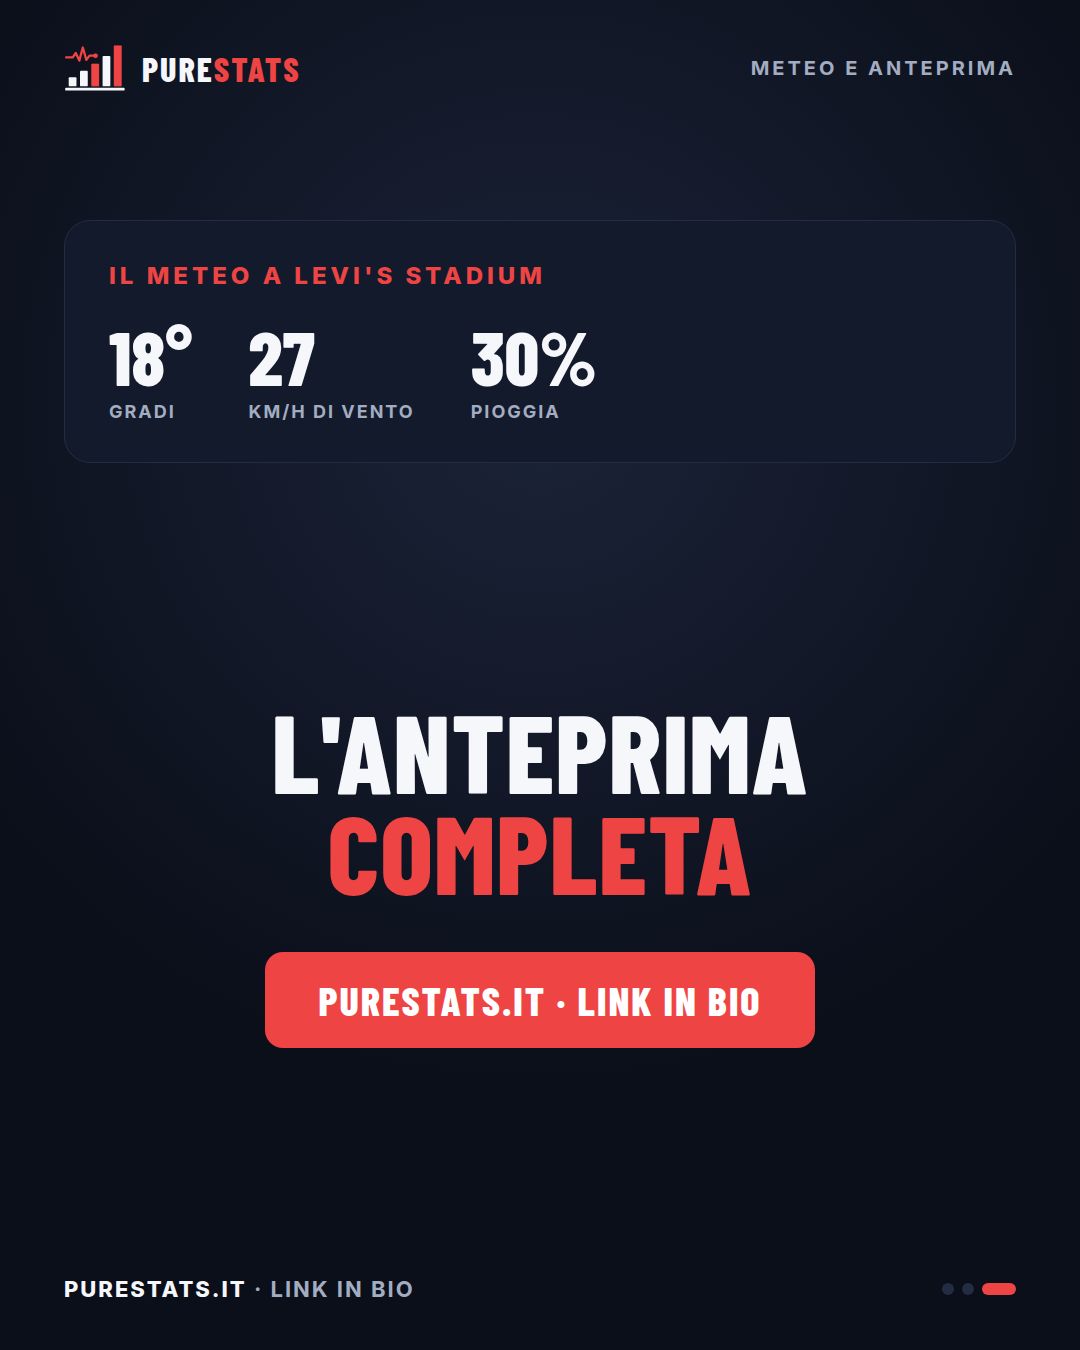 PURESTATS
METEO E ANTEPRIMA
IL METEO A LEVI'S STADIUM
18° 27 30%
GRADI KM/H DI VENTO PIOGGIA
L'ANTEPRIMA
COMPLETA
PURESTATS.IT · LINK IN BIO
PURESTATS.IT · LINK IN BIO